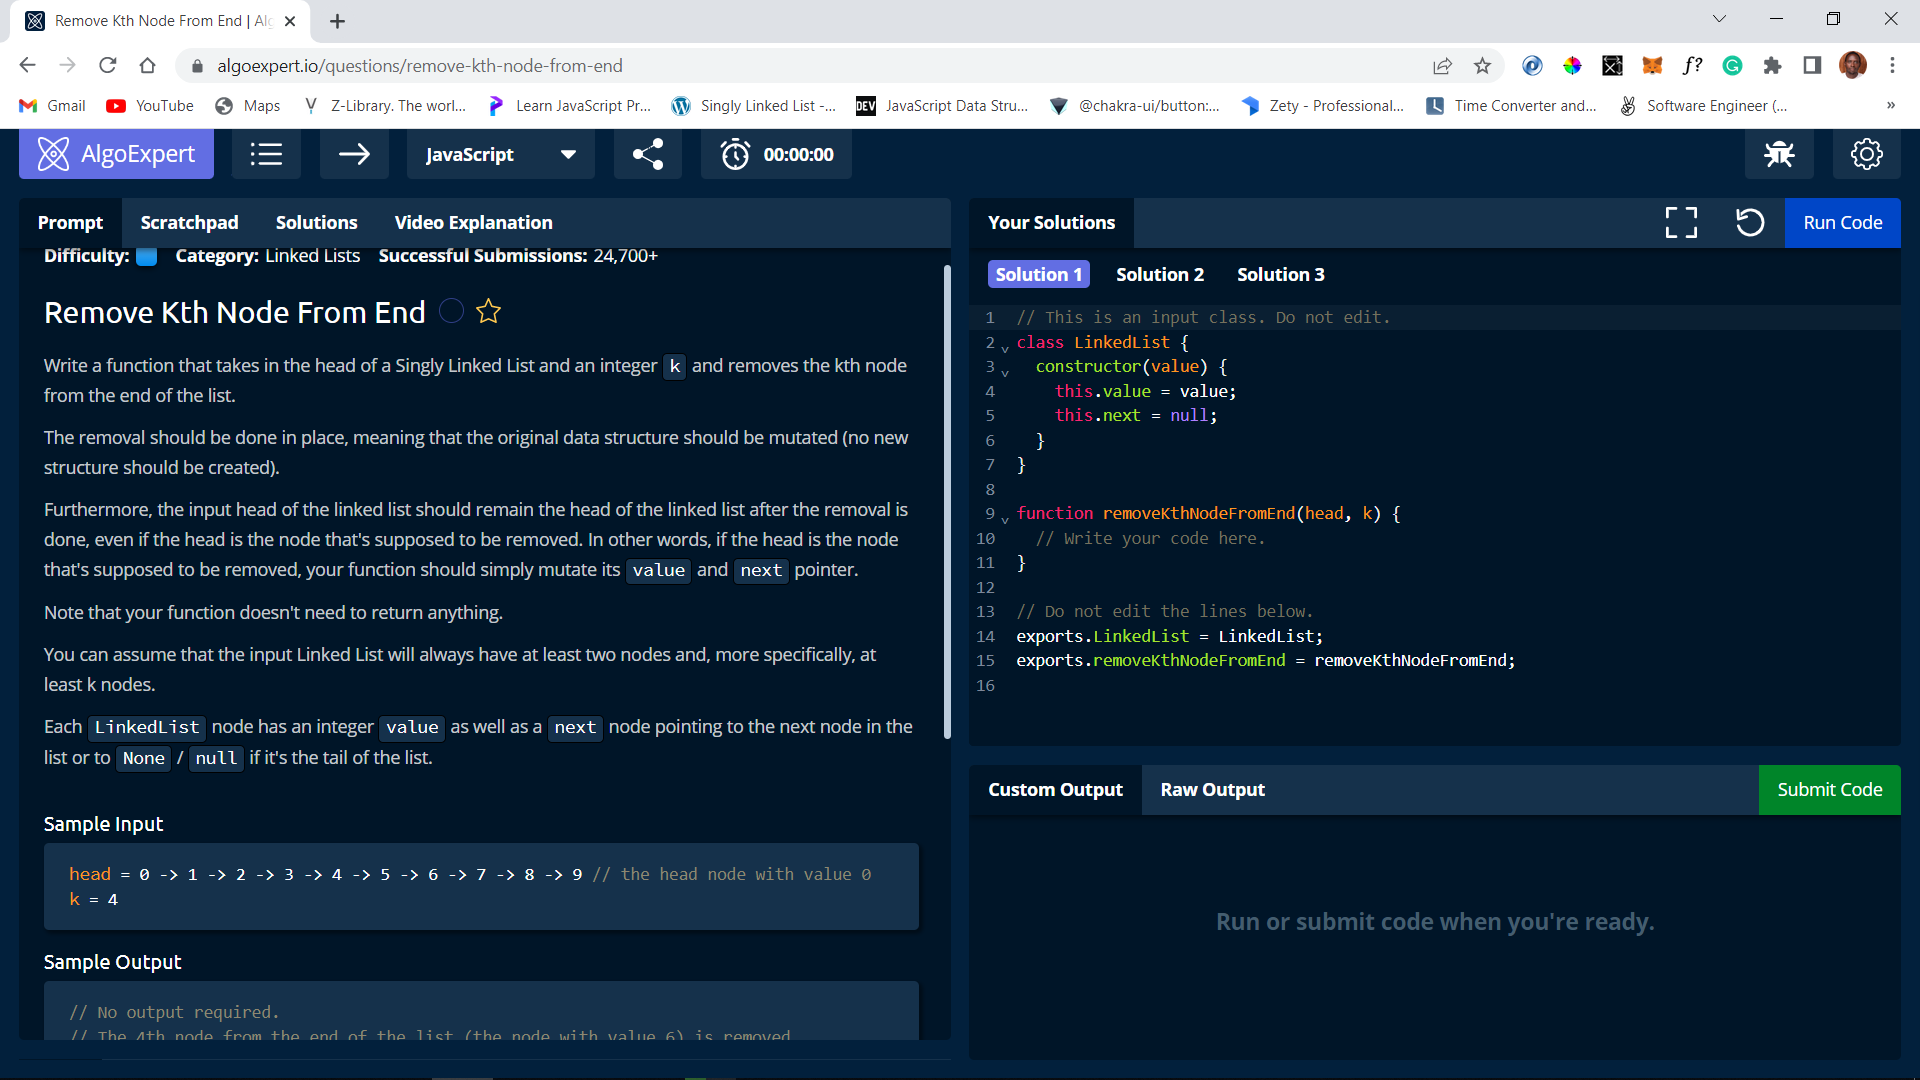 Remove Kth Node From End | Alg
algoexpert.io/questions/remove-kth-node-from-end
Gmail YouTube Maps Z-Library. The worl... Learn JavaScript Pr... Singly Linked List -... DEV JavaScript Data Stru... @chakra-ui/button:... Zety - Professional... Time Converter and... Software Engineer (... »
AlgoExpert JavaScript 00:00:00
Prompt Scratchpad Solutions Video Explanation
Difficulty: Category: Linked Lists Successful Submissions: 24,700+
Remove Kth Node From End
Write a function that takes in the head of a Singly Linked List and an integer k and removes the kth node
from the end of the list.
The removal should be done in place, meaning that the original data structure should be mutated (no new
structure should be created).
Furthermore, the input head of the linked list should remain the head of the linked list after the removal is
done, even if the head is the node that's supposed to be removed. In other words, if the head is the node
that's supposed to be removed, your function should simply mutate its value and next pointer.
Note that your function doesn't need to return anything.
You can assume that the input Linked List will always have at least two nodes and, more specifically, at
least k nodes.
Each LinkedList node has an integer value as well as a next node pointing to the next node in the
list or to None / null if it's the tail of the list.
Sample Input
head = 0 -> 1 -> 2 -> 3 -> 4 -> 5 -> 6 -> 7 -> 8 -> 9 // the head node with value 0
k = 4
Sample Output
// No output required.
// The 4th node from the end of the list (the node with value 6) is removed
Your Solutions Run Code
Solution 1 Solution 2 Solution 3
1 // This is an input class. Do not edit.
2 class LinkedList {
3 constructor(value) {
4 this.value = value;
5 this.next = null;
6 }
7 }
8
9 function removeKthNodeFromEnd(head, k) {
10 // Write your code here.
11 }
12
13 // Do not edit the lines below.
14 exports.LinkedList = LinkedList;
15 exports.removeKthNodeFromEnd = removeKthNodeFromEnd;
16
Custom Output Raw Output Submit Code
Run or submit code when you're ready.